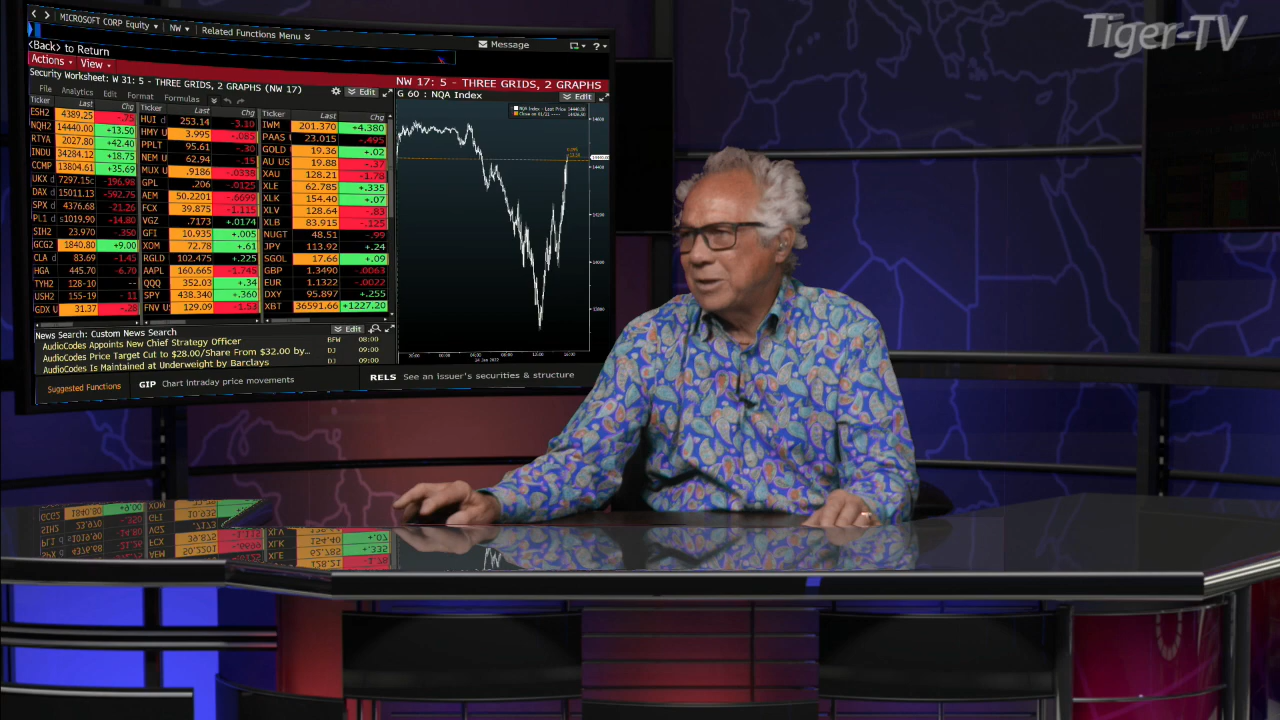 Tiger-TV
< > MICROSOFT CORP Equity NW Related Functions Menu
Message ?
<Back> to Return
Actions View
Security Worksheet: W 31: 5 - THREE GRIDS, 2 GRAPHS (NW 17) Edit
File Analytics Edit Format Formulas
Ticker Last Chg Ticker Last Chg Ticker Last Chg
ESH2 4389.25 -.75 HUI d 253.14 -3.10 IWM 201.370 +4.380
NQH2 14440.00 +13.50 HMY U 3.995 -.085 PAAS U 23.015 -.495
RTYA 2027.80 +42.40 PPLT 95.61 -.30 GOLD 19.36 +.02
INDU 34284.12 +18.75 NEM U 62.94 -.15 AU US 19.88 -.37
CCMP 13804.61 +35.69 MUX U .9186 -.0338 XAU 128.21 -1.78
UKX d 7297.15c -196.98 GPL .206 -.0125 XLE 62.785 +.335
DAX d 15011.13 -592.75 AEM 50.2201 -.6699 XLK 154.40 +.07
SPX d 4376.68 -21.26 FCX 39.875 -1.115 XLV 128.64 -.83
PL1 d s1019.90 -14.80 VGZ .7173 +.0174 XLB 83.915 -.125
SIH2 23.970 -.350 GFI 10.935 +.005 NUGT 48.51 -.99
GCG2 1840.80 +9.00 XOM 72.78 +.61 JPY 113.92 +.24
CLA d 83.69 -1.45 RGLD 102.475 +.225 SGOL 17.66 +.09
HGA 445.70 -6.70 AAPL 160.665 -1.745 GBP 1.3490 -.0063
TYH2 128-10 -- QQQ 352.03 +.34 EUR 1.1322 -.0022
USH2 155-19 - 11 SPY 438.340 +.360 DXY 95.897 +.255
GDX U 31.37 -.28 FNV U 129.09 -1.53 XBT 36591.66 +1227.20
NW 17: 5 - THREE GRIDS, 2 GRAPHS
G 60 : NQA Index
Edit
News Search: Custom News Search Edit
AudioCodes Appoints New Chief Strategy Officer BFW 08:00
AudioCodes Price Target Cut to $28.00/Share From $32.00 by... DJ 09:00
AudioCodes Is Maintained at Underweight by Barclays DJ 09:00
Suggested Functions GIP Chart intraday price movements RELS See an issuer's securities & structure